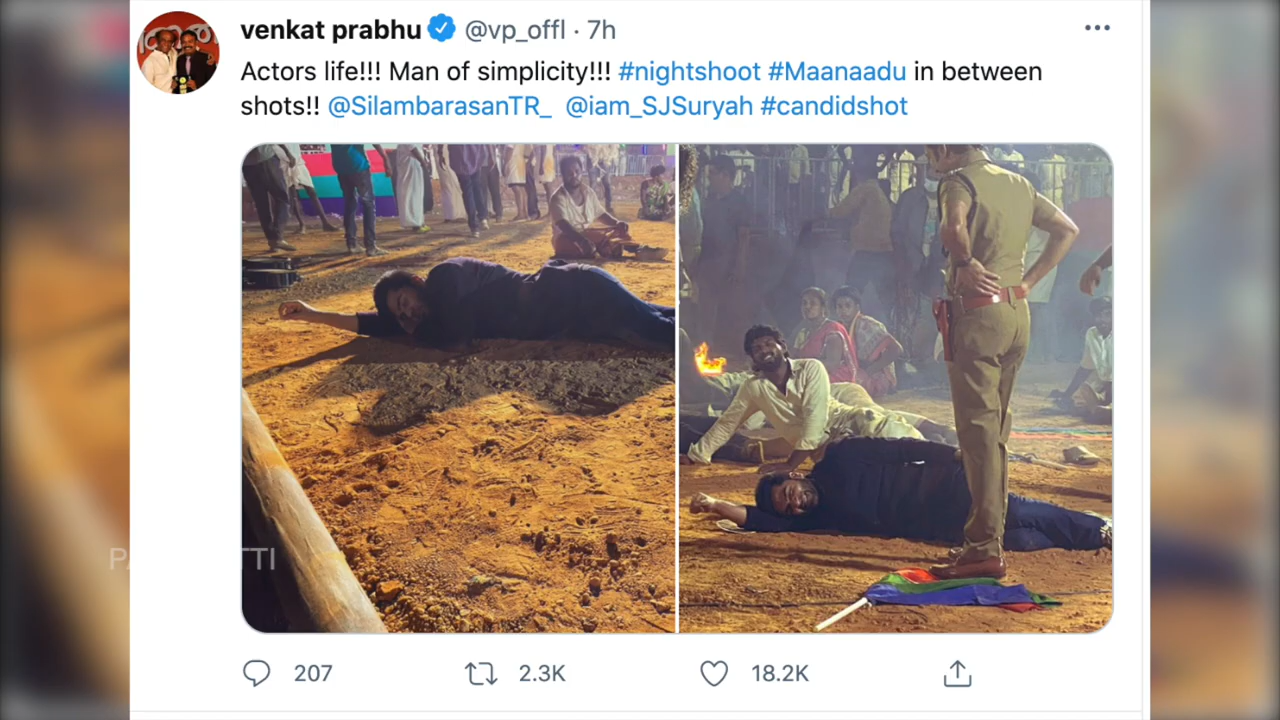 venkat prabhu @vp_offl · 7h
Actors life!!! Man of simplicity!!! #nightshoot #Maanaadu in between
shots!! @SilambarasanTR_ @iam_SJSuryah #candidshot
207 2.3K 18.2K